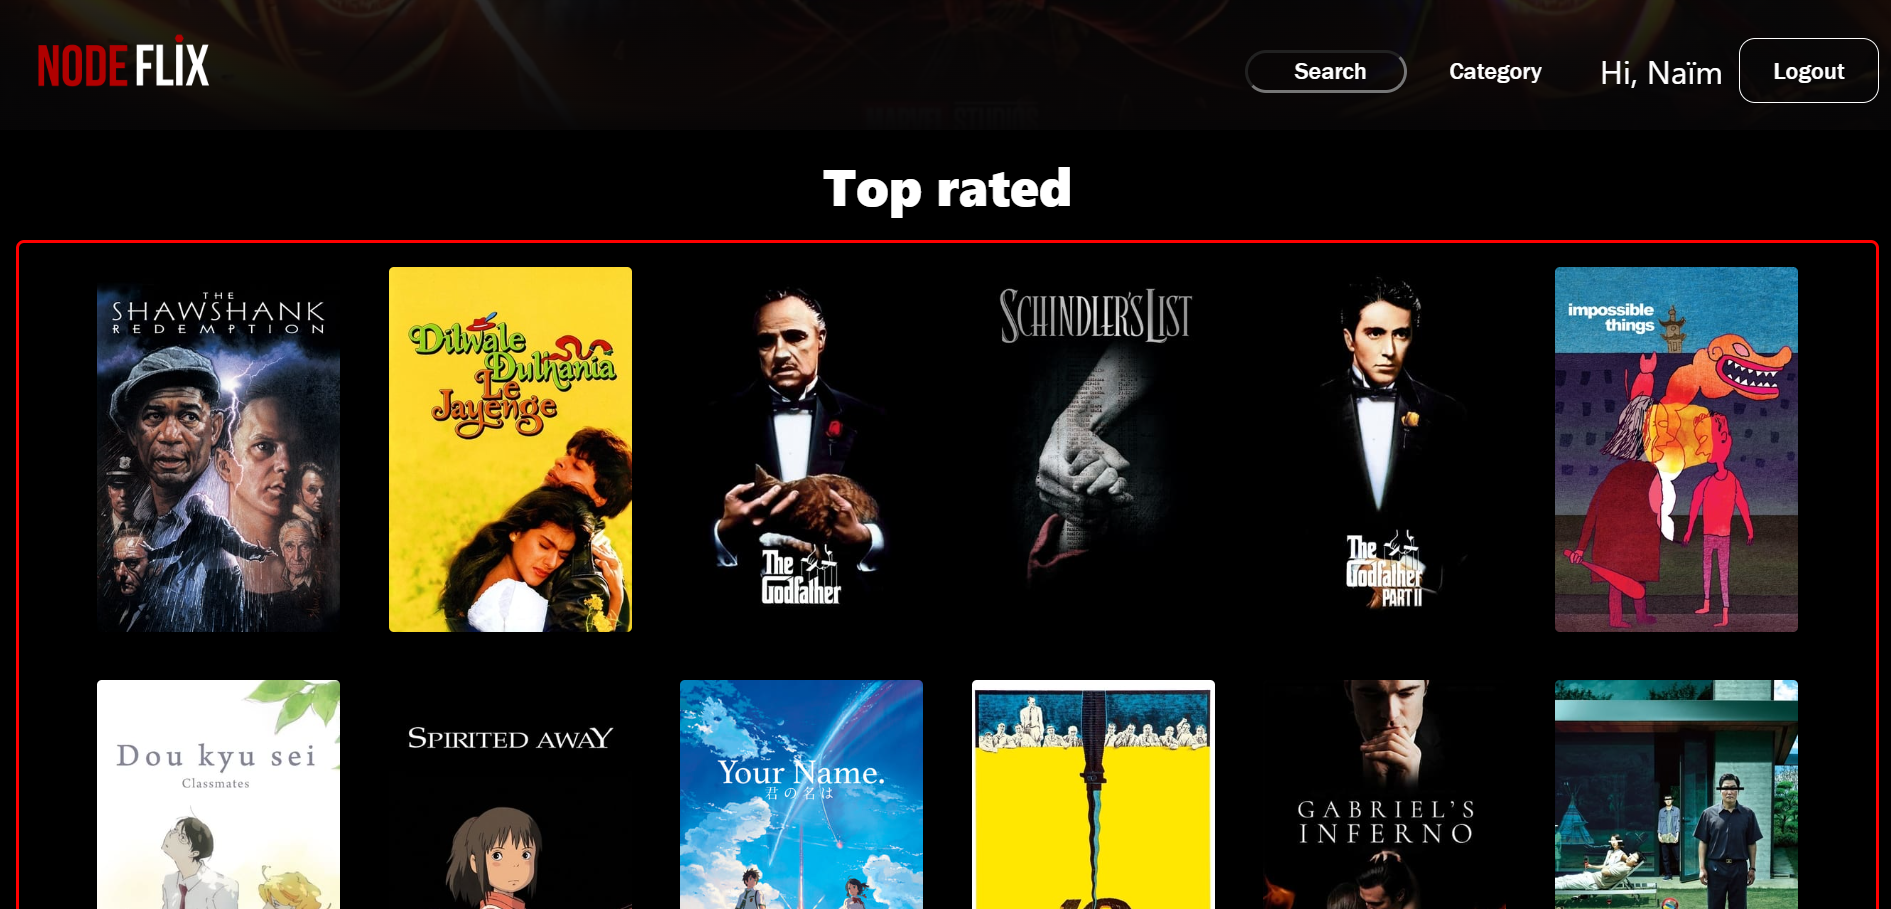 NODEFLIX
Search
Category
Hi, Naïm
Logout
Top rated
THE
SHAWSHANK
REDEMPTION
Dilwale
Dulhania
Le
Jayenge
The
Godfather
SCHINDLER'S LIST
The
Godfather
PART II
impossible
things
Dou kyu sei
Classmates
SPIRITED AWAY
Your Name.
君の名は
GABRIEL'S
INFERNO